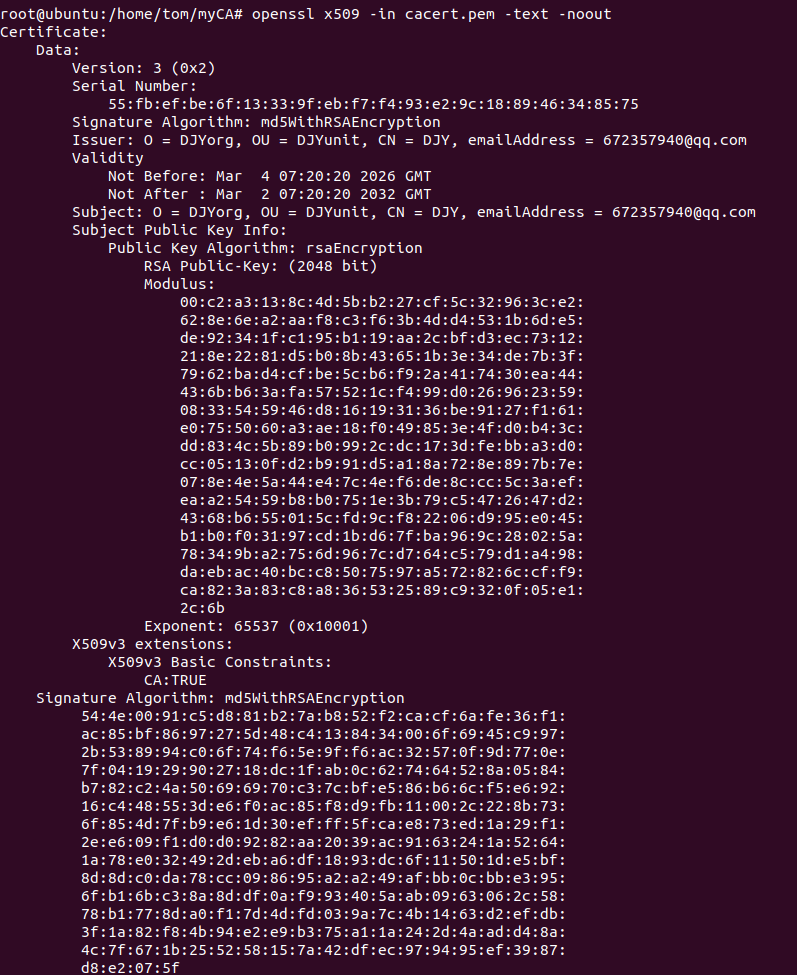 root@ubuntu:/home/tom/myCA# openssl x509 -in cacert.pem -text -noout
Certificate:
    Data:
        Version: 3 (0x2)
        Serial Number:
            55:fb:ef:be:6f:13:33:9f:eb:f7:f4:93:e2:9c:18:89:46:34:85:75
        Signature Algorithm: md5WithRSAEncryption
        Issuer: O = DJYorg, OU = DJYunit, CN = DJY, emailAddress = 672357940@qq.com
        Validity
            Not Before: Mar  4 07:20:20 2026 GMT
            Not After : Mar  2 07:20:20 2032 GMT
        Subject: O = DJYorg, OU = DJYunit, CN = DJY, emailAddress = 672357940@qq.com
        Subject Public Key Info:
            Public Key Algorithm: rsaEncryption
                RSA Public-Key: (2048 bit)
                Modulus:
                    00:c2:a3:13:8c:4d:5b:b2:27:cf:5c:32:96:3c:e2:
                    62:8e:6e:a2:aa:f8:c3:f6:3b:4d:d4:53:1b:6d:e5:
                    de:92:34:1f:c1:95:b1:19:aa:2c:bf:d3:ec:73:12:
                    21:8e:22:81:d5:b0:8b:43:65:1b:3e:34:de:7b:3f:
                    79:62:ba:d4:cf:be:5c:b6:f9:2a:41:74:30:ea:44:
                    43:6b:b6:3a:fa:57:52:1c:f4:99:d0:26:96:23:59:
                    08:33:54:59:46:d8:16:19:31:36:be:91:27:f1:61:
                    e0:75:50:60:a3:ae:18:f0:49:85:3e:4f:d0:b4:3c:
                    dd:83:4c:5b:89:b0:99:2c:dc:17:3d:fe:bb:a3:d0:
                    cc:05:13:0f:d2:b9:91:d5:a1:8a:72:8e:89:7b:7e:
                    07:8e:4e:5a:44:e4:7c:4e:f6:de:8c:cc:5c:3a:ef:
                    ea:a2:54:59:b8:b0:75:1e:3b:79:c5:47:26:47:d2:
                    43:68:b6:55:01:5c:fd:9c:f8:22:06:d9:95:e0:45:
                    b1:b0:f0:31:97:cd:1b:d6:7f:ba:96:9c:28:02:5a:
                    78:34:9b:a2:75:6d:96:7c:d7:64:c5:79:d1:a4:98:
                    da:eb:ac:40:bc:c8:50:75:97:a5:72:82:6c:cf:f9:
                    ca:82:3a:83:c8:a8:36:53:25:89:c9:32:0f:05:e1:
                    2c:6b
                Exponent: 65537 (0x10001)
        X509v3 extensions:
            X509v3 Basic Constraints:
                CA:TRUE
    Signature Algorithm: md5WithRSAEncryption
         54:4e:00:91:c5:d8:81:b2:7a:b8:52:f2:ca:cf:6a:fe:36:f1:
         ac:85:bf:86:97:27:5d:48:c4:13:84:34:00:6f:69:45:c9:97:
         2b:53:89:94:c0:6f:74:f6:5e:9f:f6:ac:32:57:0f:9d:77:0e:
         7f:04:19:29:90:27:18:dc:1f:ab:0c:62:74:64:52:8a:05:84:
         b7:82:c2:4a:50:69:69:70:c3:7c:bf:e5:86:b6:6c:f5:e6:92:
         16:c4:48:55:3d:e6:f0:ac:85:f8:d9:fb:11:00:2c:22:8b:73:
         6f:85:4d:7f:b9:e6:1d:30:ef:ff:5f:ca:e8:73:ed:1a:29:f1:
         2e:e6:09:f1:d0:d0:92:82:aa:20:39:ac:91:63:24:1a:52:64:
         1a:78:e0:32:49:2d:eb:a6:df:18:93:dc:6f:11:50:1d:e5:bf:
         8d:8d:c0:da:78:cc:09:86:95:a2:a2:49:af:bb:0c:bb:e3:95:
         6f:b1:6b:c3:8a:8d:df:0a:f9:93:40:5a:ab:09:63:06:2c:58:
         78:b1:77:8d:a0:f1:7d:4d:fd:03:9a:7c:4b:14:63:d2:ef:db:
         3f:1a:82:f8:4b:94:e2:e9:b3:75:a1:1a:24:2d:4a:ad:d4:8a:
         4c:7f:67:1b:25:52:58:15:7a:42:df:ec:97:94:95:ef:39:87:
         d8:e2:07:5f